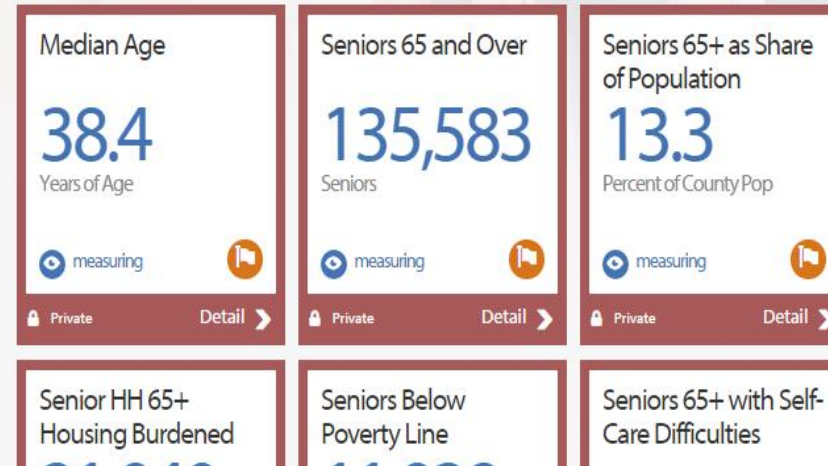 Median Age
38.4
Years of Age
measuring
Private
Detail
Seniors 65 and Over
135,583
Seniors
measuring
Private
Detail
Seniors 65+ as Share
of Population
13.3
Percent of County Pop
measuring
Private
Detail
Senior HH 65+
Housing Burdened
Seniors Below
Poverty Line
Seniors 65+ with Self-
Care Difficulties